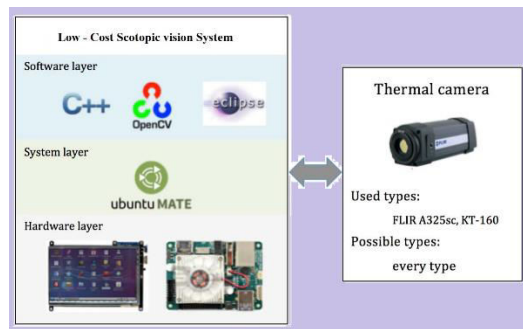 Low - Cost Scotopic vision System
Software layer
C++
OpenCV
eclipse
System layer
ubuntu MATE
Hardware layer
Thermal camera
Used types:
FLIR A325sc, KT-160
Possible types:
every type